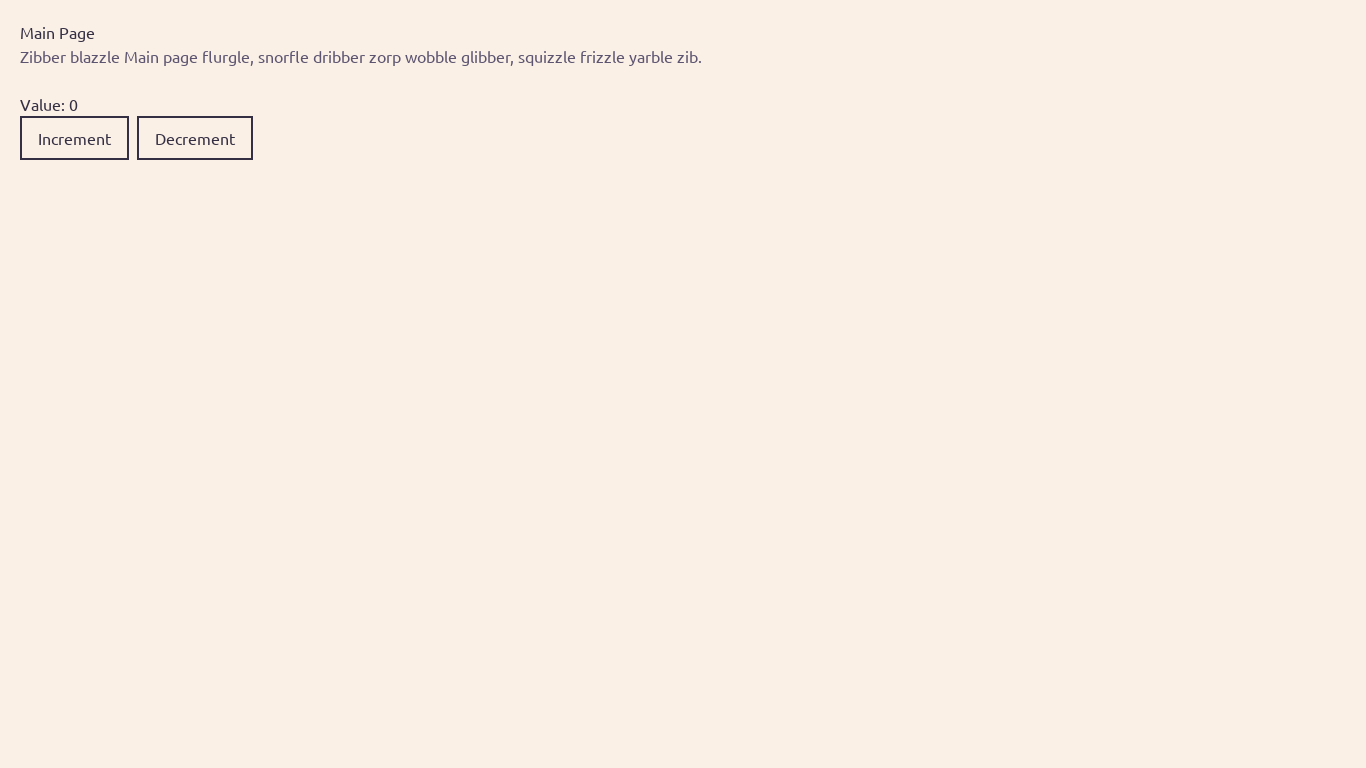 Main Page
Zibber blazzle Main page flurgle, snorfle dribber zorp wobble glibber, squizzle frizzle yarble zib.
Value: 0
Increment Decrement